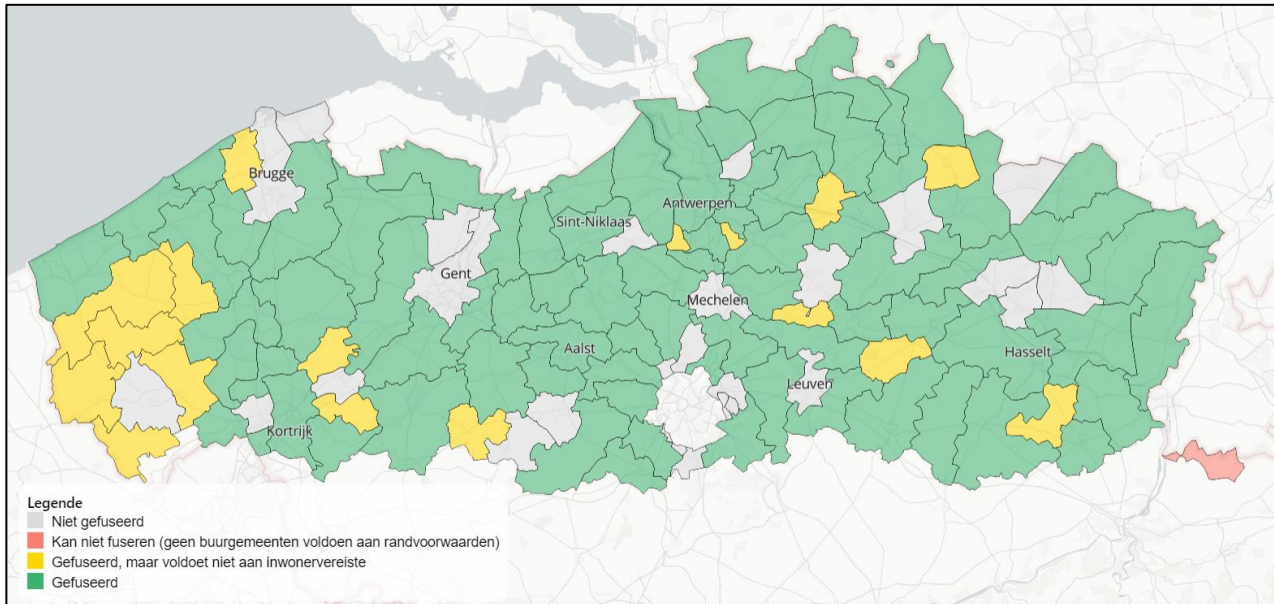 Brugge
Sint-Niklaas
Antwerpen
Gent
Mechelen
Aalst
Hasselt
Leuven
Kortrijk
Legende
Niet gefuseerd
Kan niet fuseren (geen buurgemeenten voldoen aan randvoorwaarden)
Gefuseerd, maar voldoet niet aan inwonervereiste
Gefuseerd